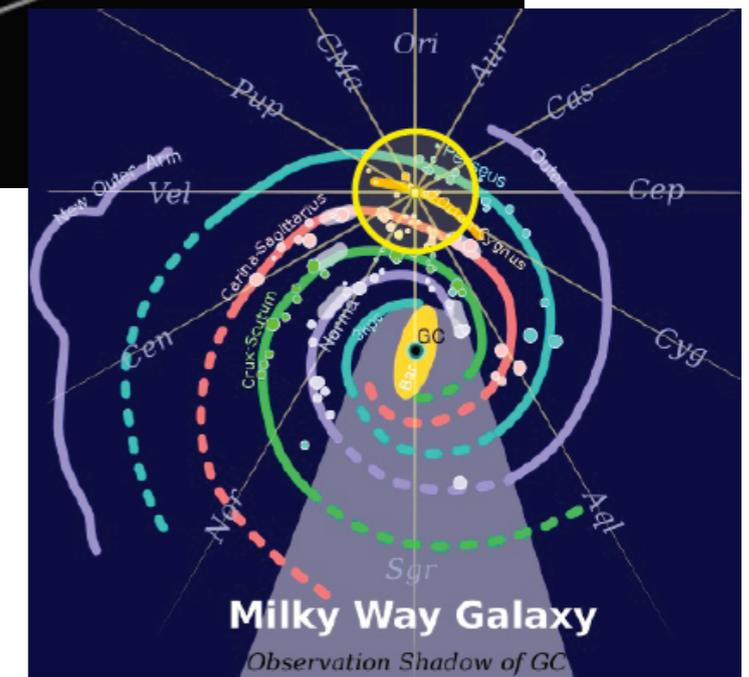 Ori
CMa
Aur
Pup
Cas
Perseus
Outer
New Outer Arm
Vel
Cep
Carina-Sagittarius
Cygnus
Crux-Scutum
Norma
3kpc
GC
Bar
Cen
Cyg
Nor
Aql
Sgr
Milky Way Galaxy
Observation Shadow of GC